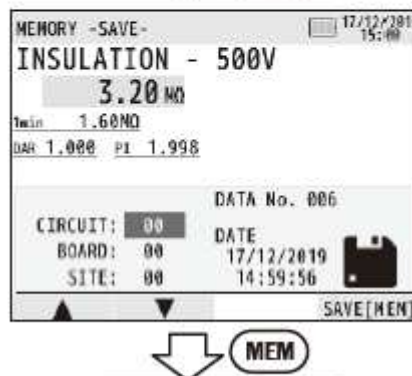 MEMORY -SAVE-
17/12/201
15:00
INSULATION - 500V
3.20 MΩ
1min 1.60MΩ
DAR 1.000 PI 1.998
DATA No. 006
CIRCUIT: 00
BOARD: 00
SITE: 00
DATE
17/12/2019
14:59:56
SAVE[MEM]
MEM